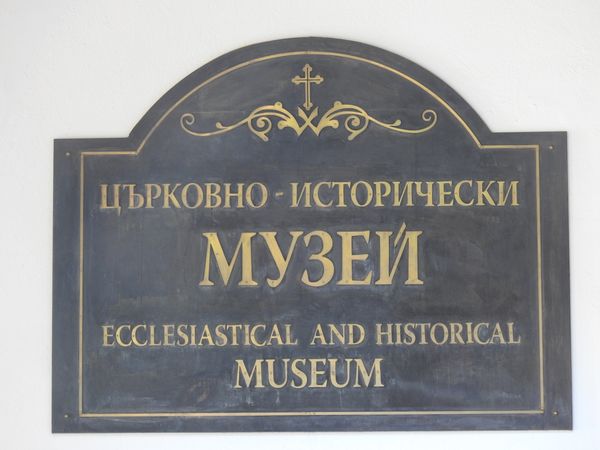 ЦЪРКОВНО - ИСТОРИЧЕСКИ
МУЗЕЙ
ECCLESIASTICAL AND HISTORICAL
MUSEUM